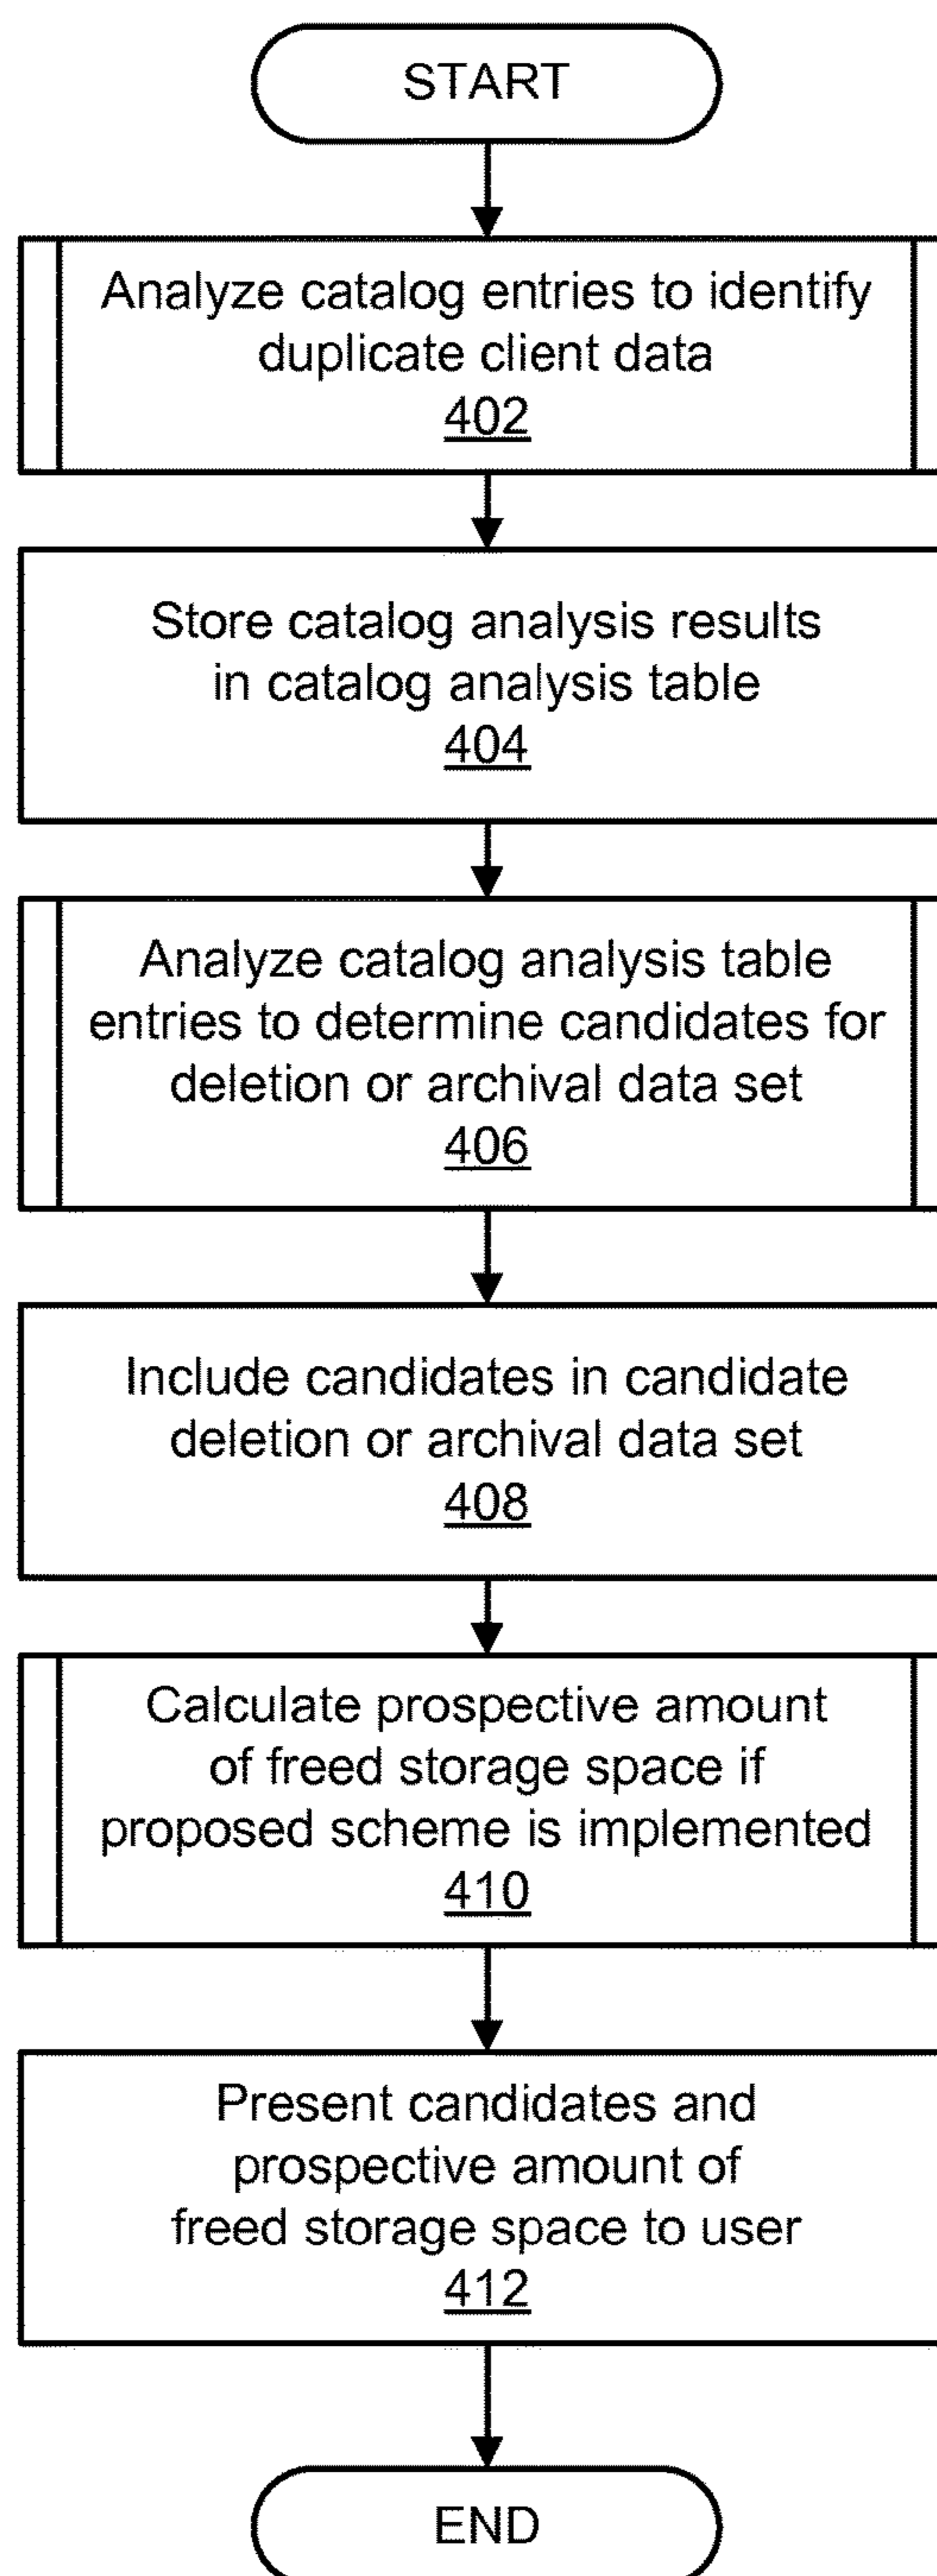 START
Analyze catalog entries to identify
duplicate client data
402
Store catalog analysis results
in catalog analysis table
404
Analyze catalog analysis table
entries to determine candidates for
deletion or archival data set
406
Include candidates in candidate
deletion or archival data set
408
Calculate prospective amount
of freed storage space if
proposed scheme is implemented
410
Present candidates and
prospective amount of
freed storage space to user
412
END